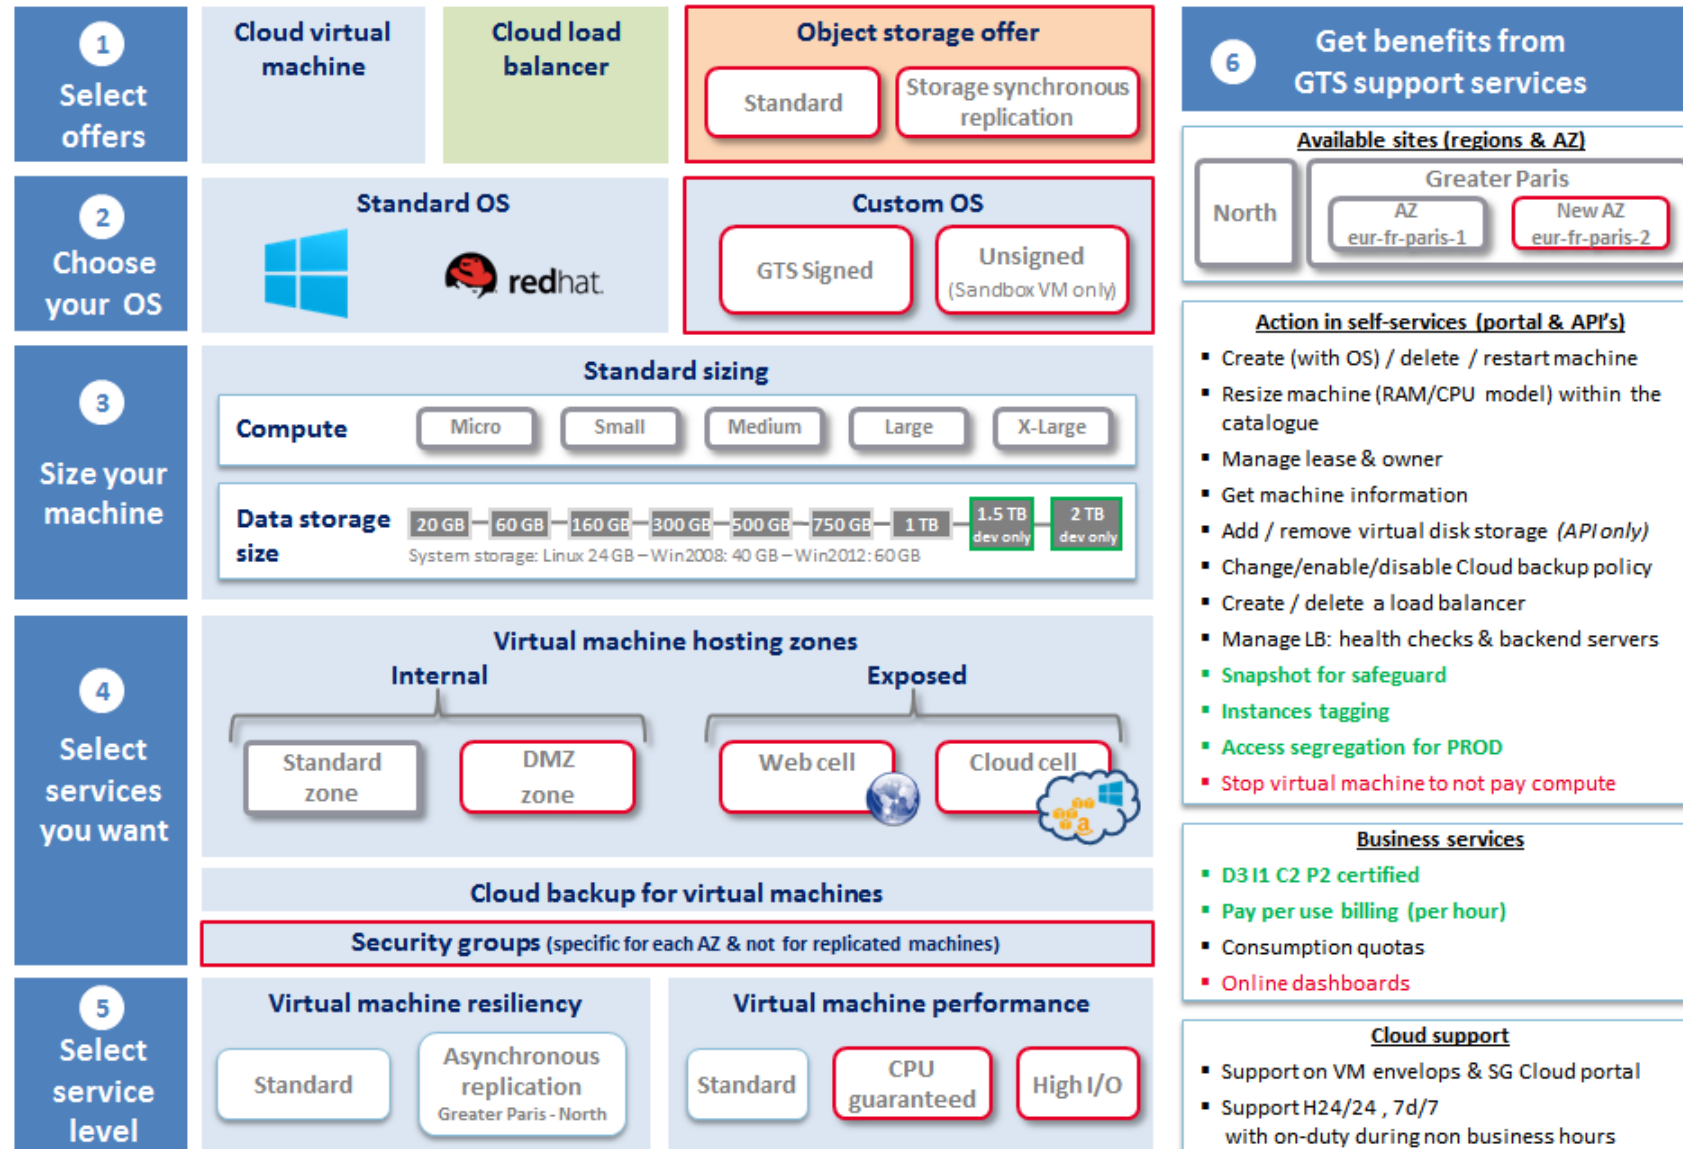 1
Select
offers
Cloud virtual
machine
Cloud load
balancer
Object storage offer
Standard
Storage synchronous
replication
2
Choose
your OS
Standard OS
redhat.
Custom OS
GTS Signed
Unsigned
(Sandbox VM only)
3
Size your
machine
Standard sizing
Compute
Micro
Small
Medium
Large
X-Large
Data storage
size
20 GB
60 GB
160 GB
300 GB
500 GB
750 GB
1 TB
1.5 TB
dev only
2 TB
dev only
System storage: Linux 24 GB – Win2008: 40 GB – Win2012: 60 GB
4
Select
services
you want
Virtual machine hosting zones
Internal
Exposed
Standard
zone
DMZ
zone
Web cell
Cloud cell
a
Cloud backup for virtual machines
Security groups (specific for each AZ & not for replicated machines)
5
Select
service
level
Virtual machine resiliency
Standard
Asynchronous
replication
Greater Paris - North
Virtual machine performance
Standard
CPU
guaranteed
High I/O
6
Get benefits from
GTS support services
Available sites (regions & AZ)
North
Greater Paris
AZ
eur-fr-paris-1
New AZ
eur-fr-paris-2
Action in self-services (portal & API's)
▪ Create (with OS) / delete / restart machine
▪ Resize machine (RAM/CPU model) within the
catalogue
▪ Manage lease & owner
▪ Get machine information
▪ Add / remove virtual disk storage (API only)
▪ Change/enable/disable Cloud backup policy
▪ Create / delete a load balancer
▪ Manage LB: health checks & backend servers
▪ Snapshot for safeguard
▪ Instances tagging
▪ Access segregation for PROD
▪ Stop virtual machine to not pay compute
Business services
▪ D3 I1 C2 P2 certified
▪ Pay per use billing (per hour)
▪ Consumption quotas
▪ Online dashboards
Cloud support
▪ Support on VM envelops & SG Cloud portal
▪ Support H24/24 , 7d/7
with on-duty during non business hours